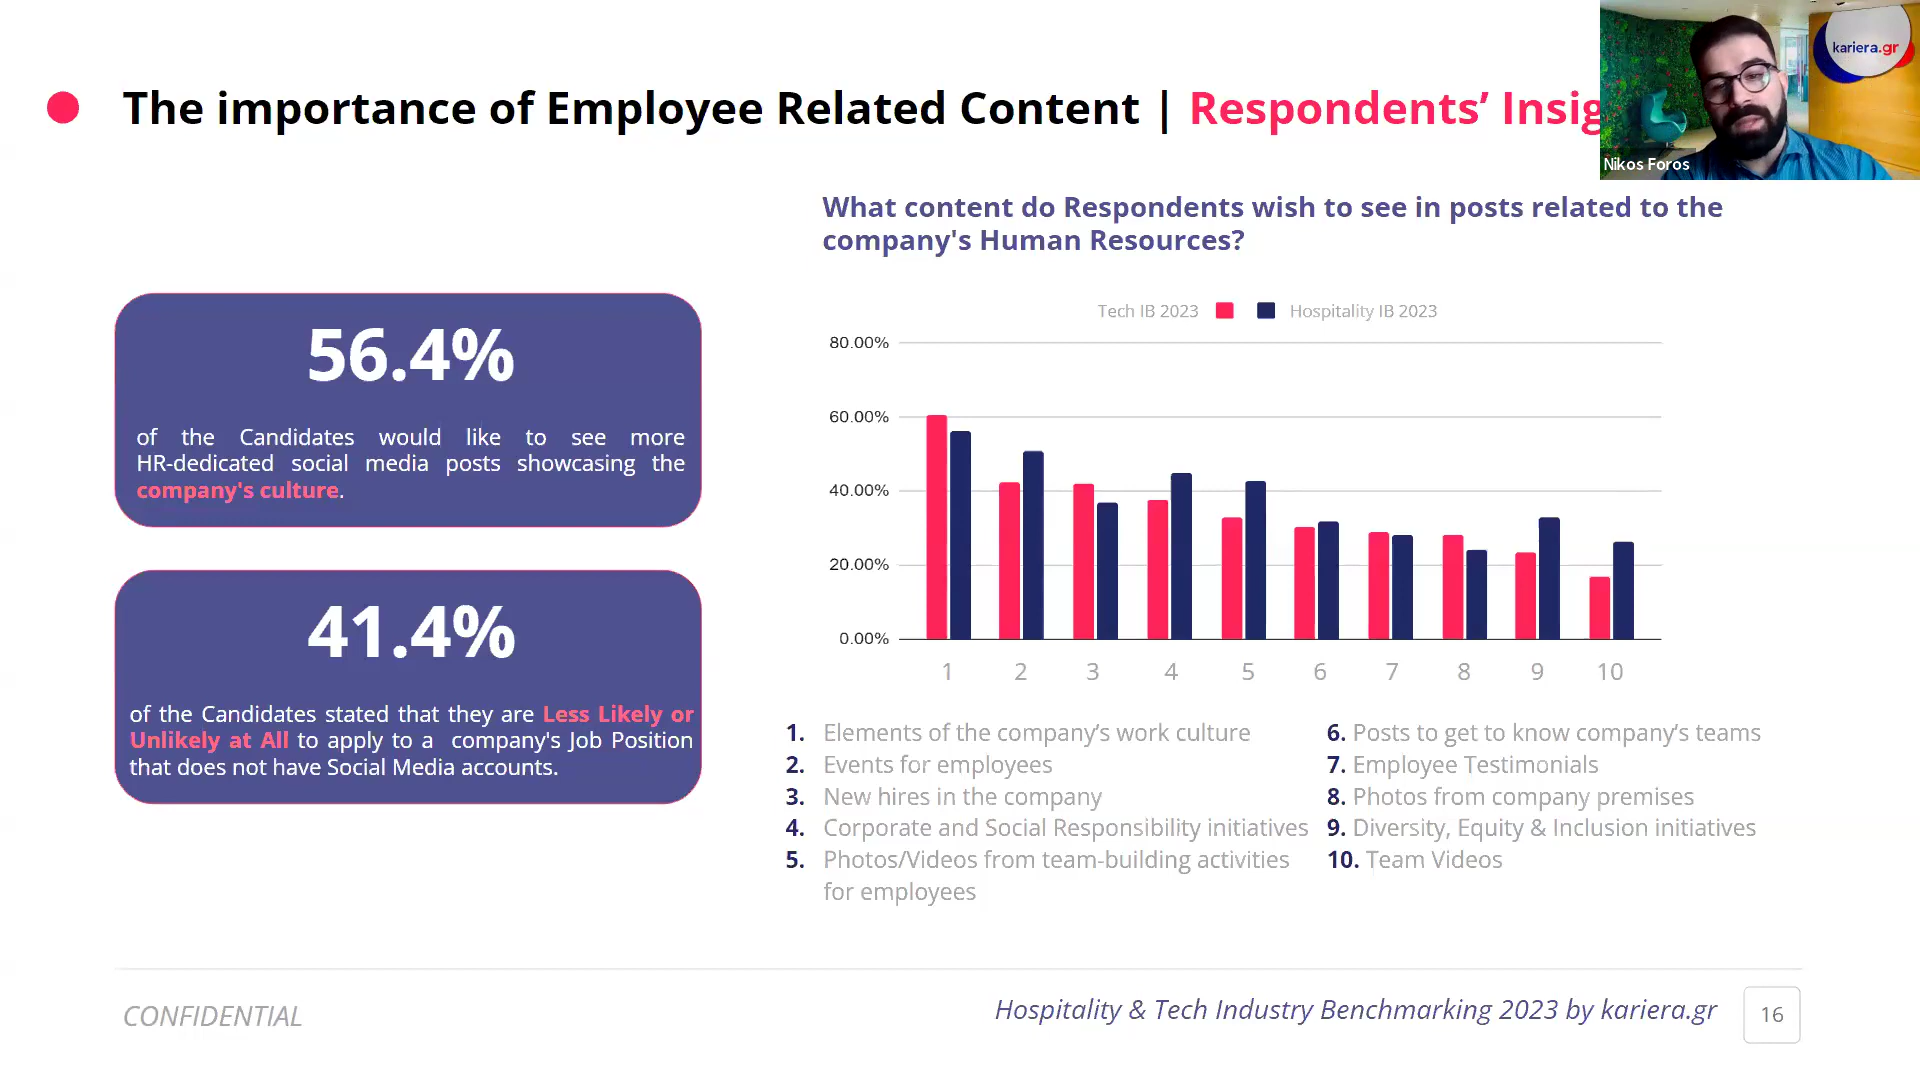 kariera.gr
Nikos Foros
The importance of Employee Related Content | Respondents’ Insig
What content do Respondents wish to see in posts related to the
company's Human Resources?
56.4%
of the Candidates would like to see more
HR-dedicated social media posts showcasing the
company's culture.
41.4%
of the Candidates stated that they are Less Likely or
Unlikely at All to apply to a company's Job Position
that does not have Social Media accounts.
Tech IB 2023 Hospitality IB 2023
80.00%
60.00%
40.00%
20.00%
0.00%
1 2 3 4 5 6 7 8 9 10
1. Elements of the company’s work culture
2. Events for employees
3. New hires in the company
4. Corporate and Social Responsibility initiatives
5. Photos/Videos from team-building activities
for employees
6. Posts to get to know company’s teams
7. Employee Testimonials
8. Photos from company premises
9. Diversity, Equity & Inclusion initiatives
10. Team Videos
CONFIDENTIAL
Hospitality & Tech Industry Benchmarking 2023 by kariera.gr
16